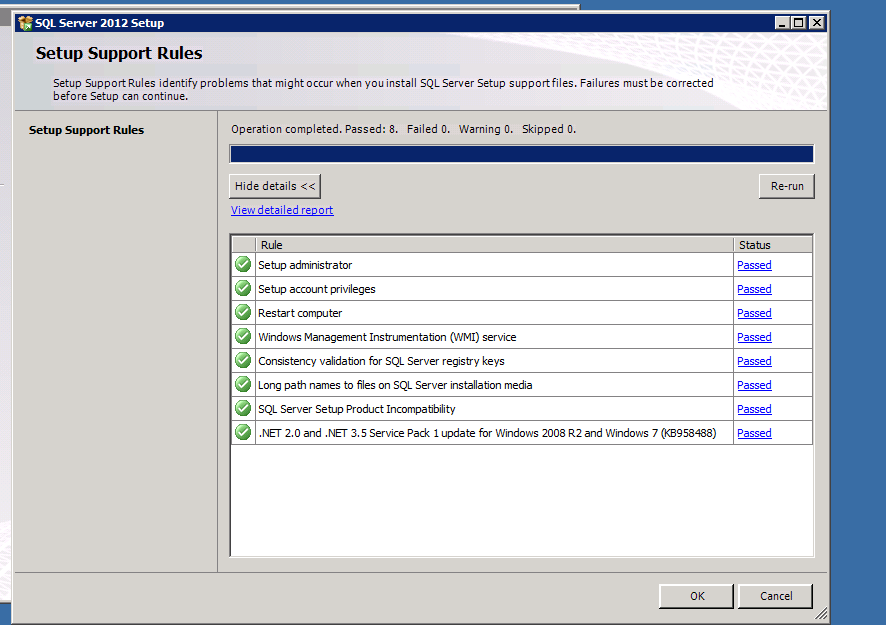 SQL Server 2012 Setup
Setup Support Rules
Setup Support Rules identify problems that might occur when you install SQL Server Setup support files. Failures must be corrected
before Setup can continue.
Setup Support Rules
Operation completed. Passed: 8.   Failed 0.   Warning 0.   Skipped 0.
Hide details <<
Re-run
View detailed report
Rule Status
Setup administrator Passed
Setup account privileges Passed
Restart computer Passed
Windows Management Instrumentation (WMI) service Passed
Consistency validation for SQL Server registry keys Passed
Long path names to files on SQL Server installation media Passed
SQL Server Setup Product Incompatibility Passed
.NET 2.0 and .NET 3.5 Service Pack 1 update for Windows 2008 R2 and Windows 7 (KB958488) Passed
OK Cancel